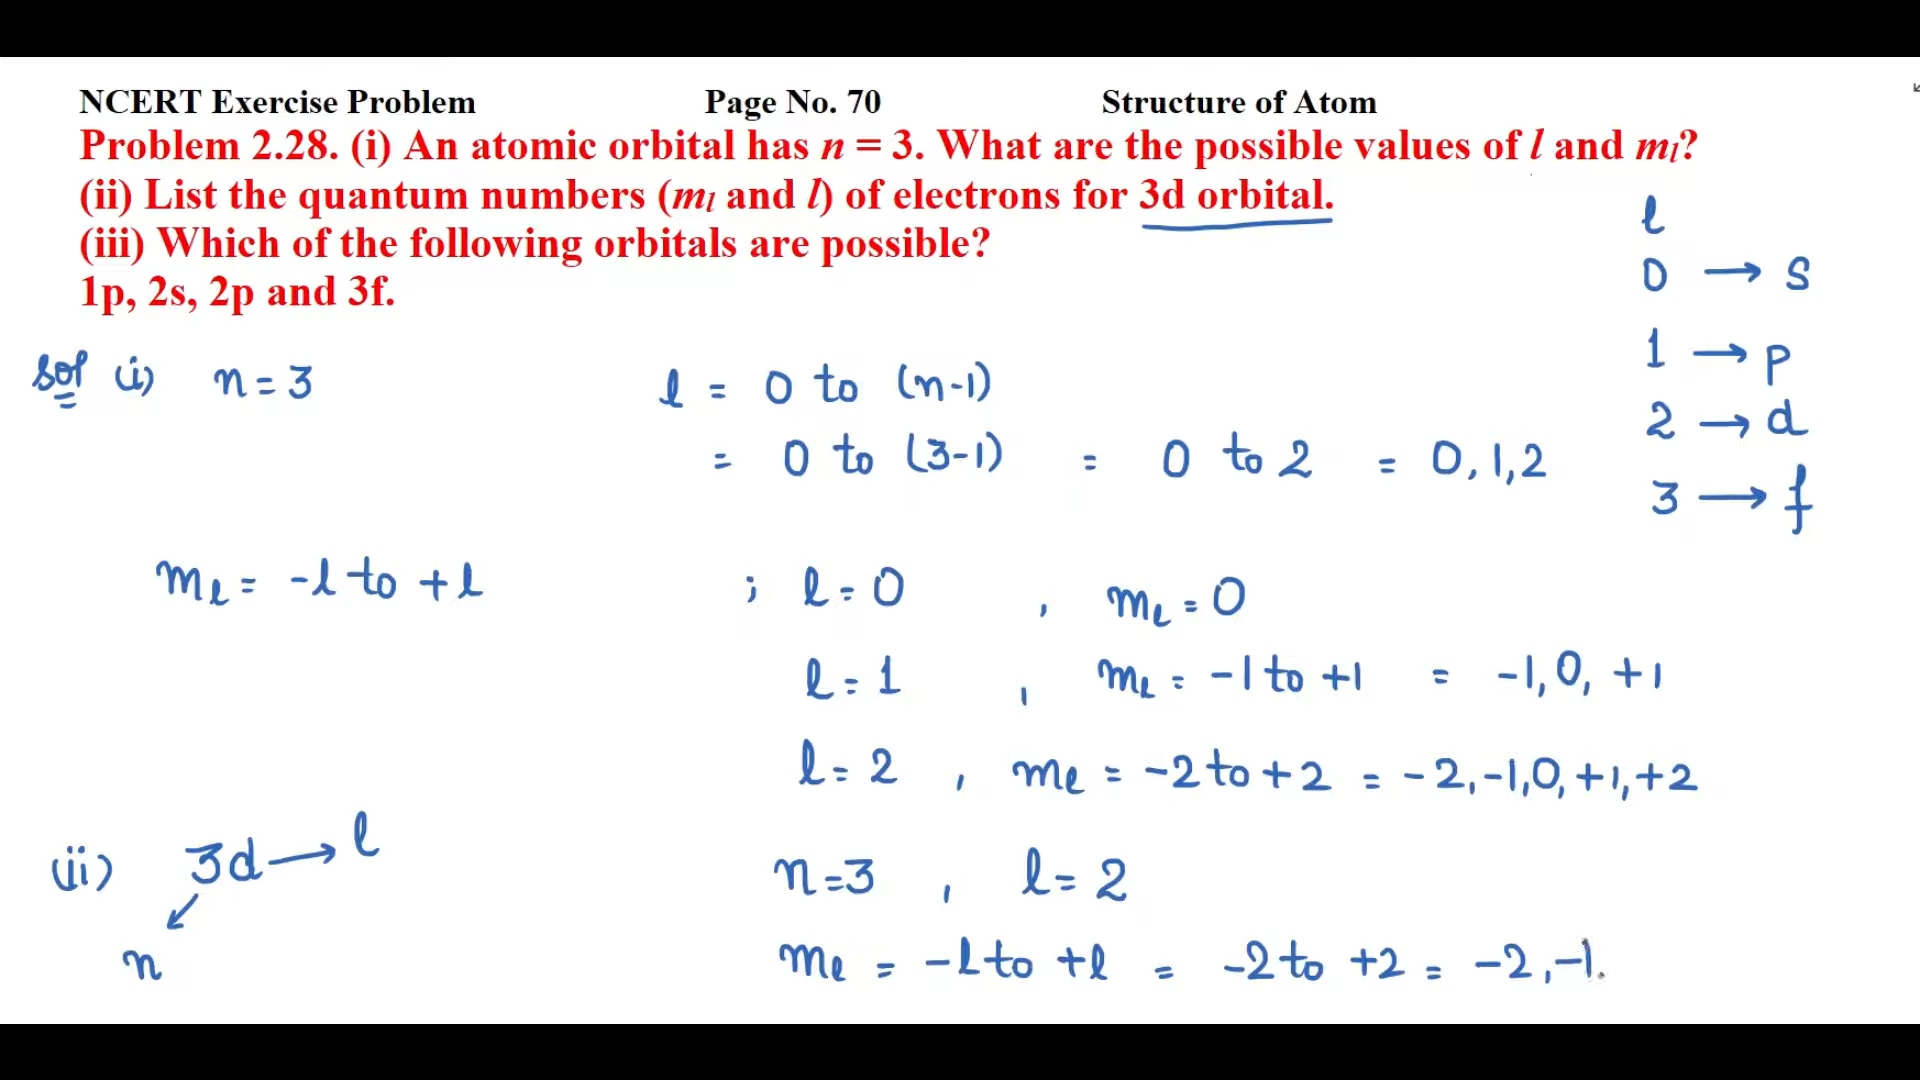 NCERT Exercise Problem Page No. 70 Structure of Atom
Problem 2.28. (i) An atomic orbital has n = 3. What are the possible values of l and mₗ?
(ii) List the quantum numbers (mₗ and l) of electrons for 3d orbital.
(iii) Which of the following orbitals are possible?
1p, 2s, 2p and 3f.
l
0 → s
1 → p
2 → d
3 → f
Sol (i) n = 3 l = 0 to (n-1)
= 0 to (3-1) = 0 to 2 = 0, 1, 2
mₗ = -l to +l ; l = 0 , mₗ = 0
l = 1 , mₗ = -1 to +1 = -1, 0, +1
l = 2 , mₗ = -2 to +2 = -2, -1, 0, +1, +2
(ii) 3d → l n = 3 , l = 2
n mₗ = -l to +l = -2 to +2 = -2, -1.